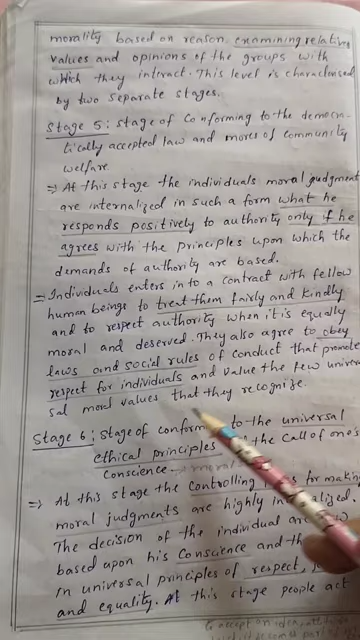 morality based on reason, examining relative
values and opinions of the groups with
which they interact. This level is characterised
by two separate stages.
Stage 5: Stage of Conforming to the democra-
tically accepted law and mores of community
welfare
⇒ At this stage the individuals moral judgment
are internalized in such a form what he
responds positively to authority only if he
agrees with the principles upon which the
demands of authority are based.
⇒ Individuals enters into a contract with fellow
human beings to treat them fairly and kindly
and to respect authority when it is equally
moral and deserved. They also agree to obey
laws and social rules of conduct that promote
respect for individuals and value the few univer
sal moral values that they recognize.
Stage 6: Stage of conform to the universal
ethical principles the call of one's
Conscience
⇒ At this stage the controlling for making
moral judgments are highly
The decision of the individual are
based upon his Conscience and
in universal principles of respect,
and equality. At this stage people act